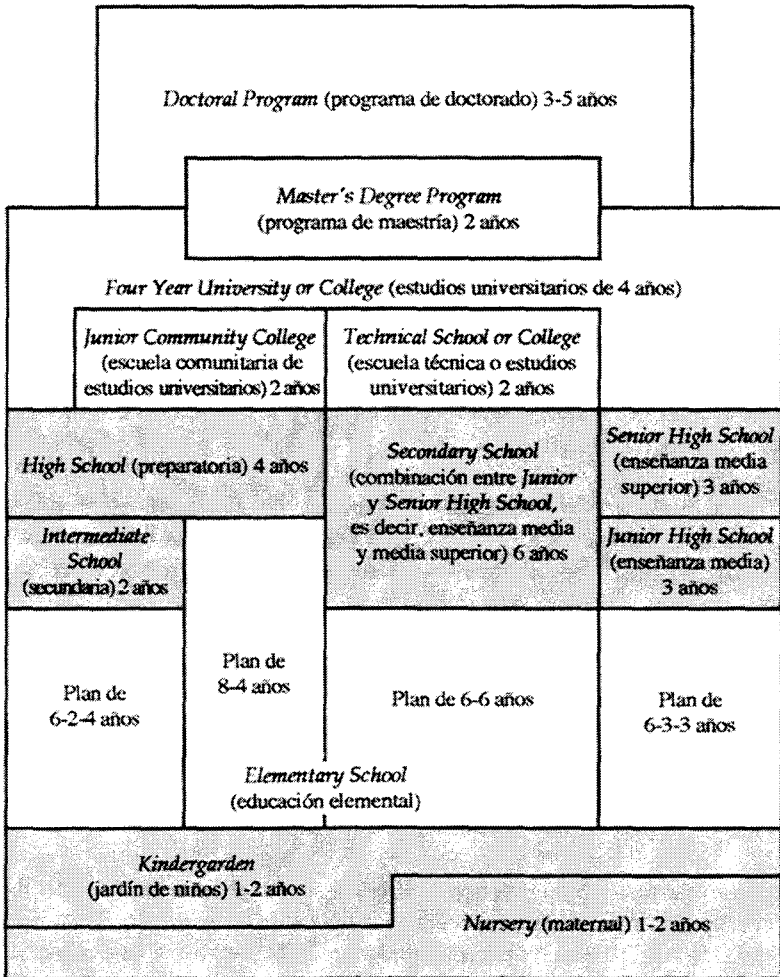 Doctoral Program (programa de doctorado) 3-5 años
Master's Degree Program
(programa de maestría) 2 años
Four Year University or College (estudios universitarios de 4 años)
Junior Community College
(escuela comunitaria de
estudios universitarios) 2 años
Technical School or College
(escuela técnica o estudios
universitarios) 2 años
High School (preparatoria) 4 años
Secondary School
(combinación entre Junior
y Senior High School,
es decir, enseñanza media
y media superior) 6 años
Senior High School
(enseñanza media
superior) 3 años
Intermediate
School
(secundaria) 2 años
Junior High School
(enseñanza media)
3 años
Plan de
6-2-4 años
Plan de
8-4 años
Plan de 6-6 años
Plan de
6-3-3 años
Elementary School
(educación elemental)
Kindergarden
(jardín de niños) 1-2 años
Nursery (maternal) 1-2 años